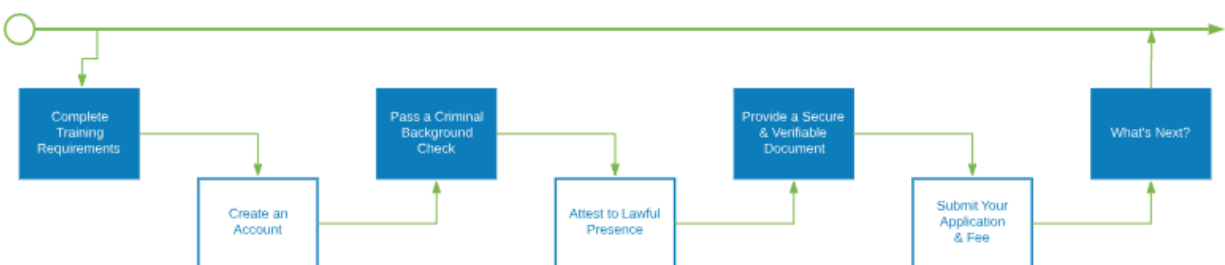 Complete
Training
Requirements
Create an
Account
Pass a Criminal
Background
Check
Attest to Lawful
Presence
Provide a Secure
& Verifiable
Document
Submit Your
Application
& Fee
What's Next?